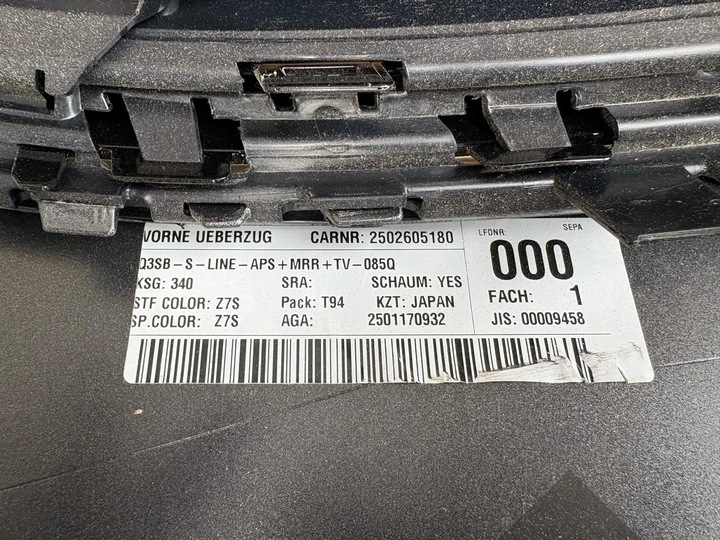 VORNE UEBERZUG CARNR: 2502605180
Q3SB-S-LINE-APS+MRR+TV-085Q
KSG: 340 SRA: SCHAUM: YES
STF COLOR: Z7S Pack: T94 KZT: JAPAN
SP.COLOR: Z7S AGA: 2501170932
LFDNR: SEPA
000
FACH: 1
JIS: 00009458